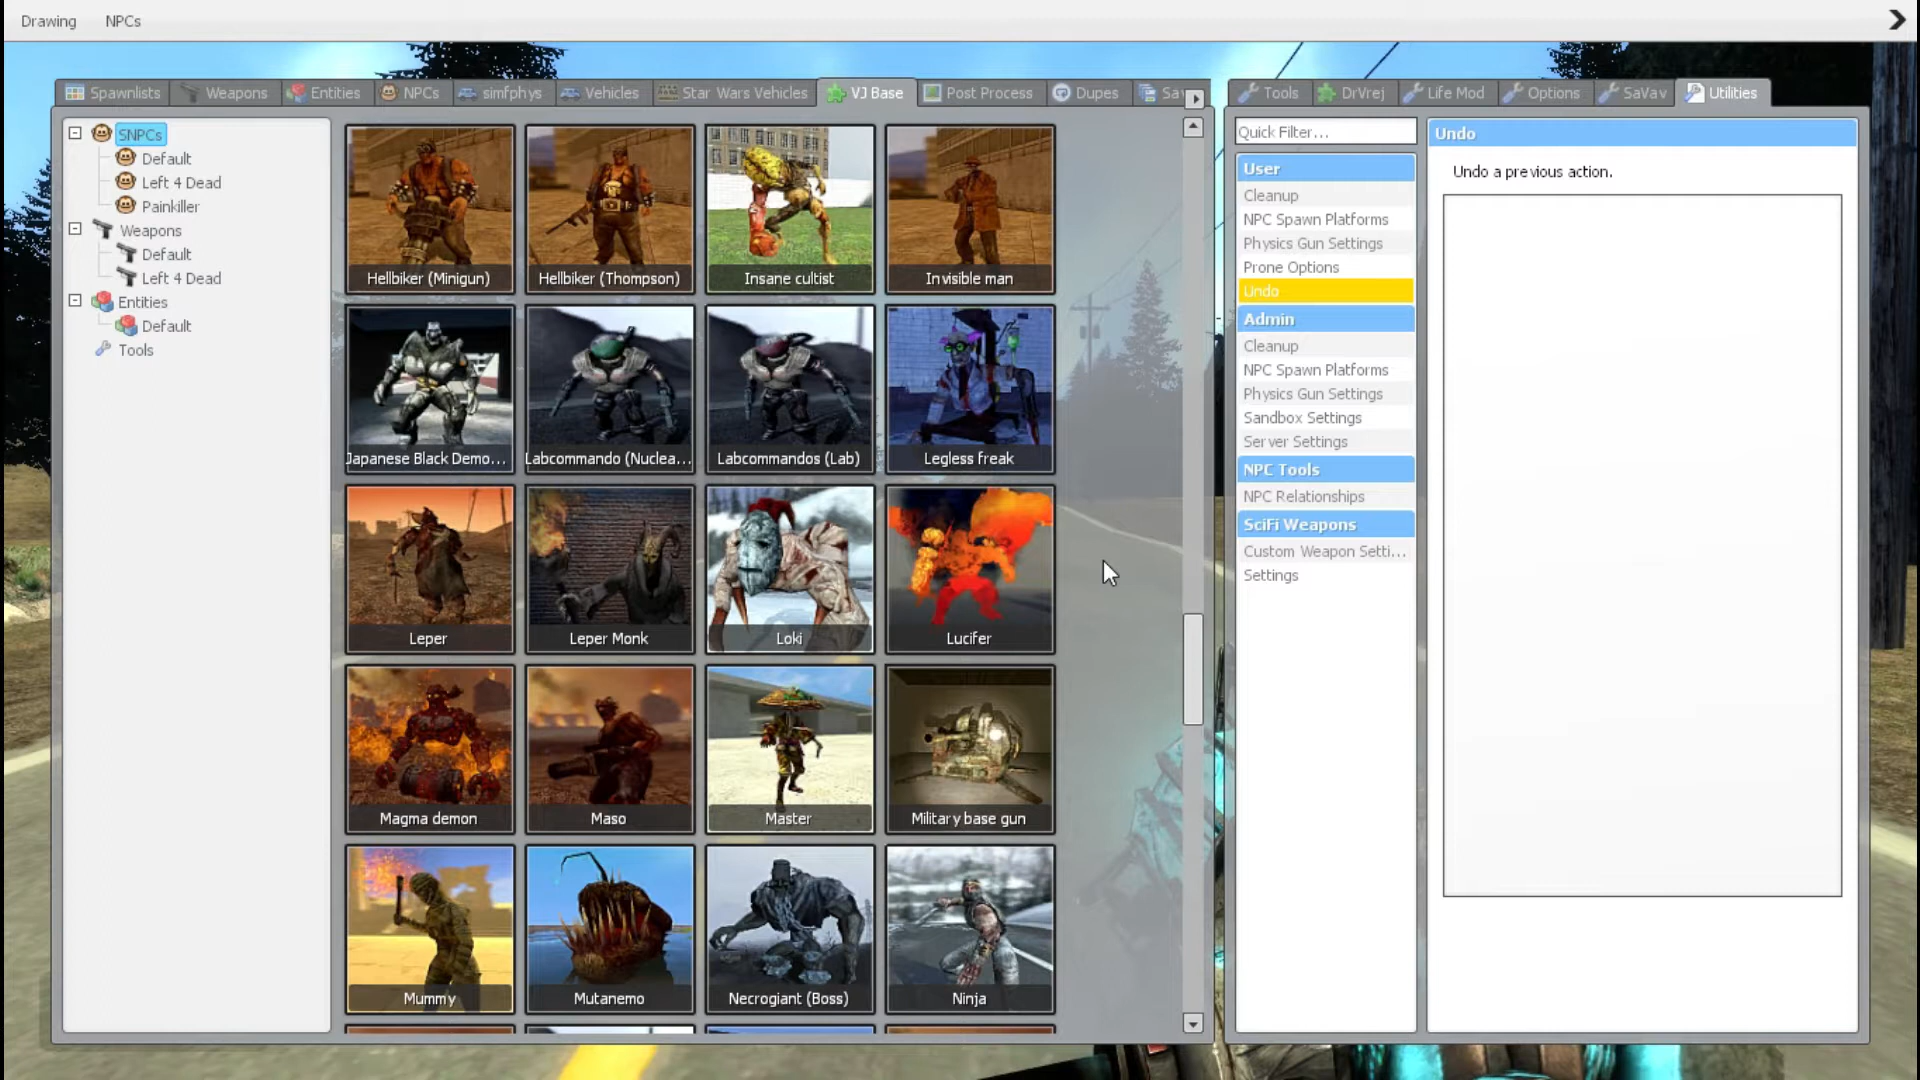 Drawing NPCs
Spawnlists Weapons Entities NPCs simfphys Vehicles Star Wars Vehicles VJ Base Post Process Dupes Sa
Tools DrVrej Life Mod Options SaVav Utilities
SNPCs
Default
Left 4 Dead
Painkiller
Weapons
Default
Left 4 Dead
Entities
Default
Tools
Hellbiker (Minigun) Hellbiker (Thompson) Insane cultist Invisible man
Japanese Black Demo... Labcommando (Nuclea... Labcommandos (Lab) Legless freak
Leper Leper Monk Loki Lucifer
Magma demon Maso Master Military base gun
Mummy Mutanemo Necrogiant (Boss) Ninja
Quick Filter...
User
Cleanup
NPC Spawn Platforms
Physics Gun Settings
Prone Options
Undo
Admin
Cleanup
NPC Spawn Platforms
Physics Gun Settings
Sandbox Settings
Server Settings
NPC Tools
NPC Relationships
SciFi Weapons
Custom Weapon Setti...
Settings
Undo
Undo a previous action.